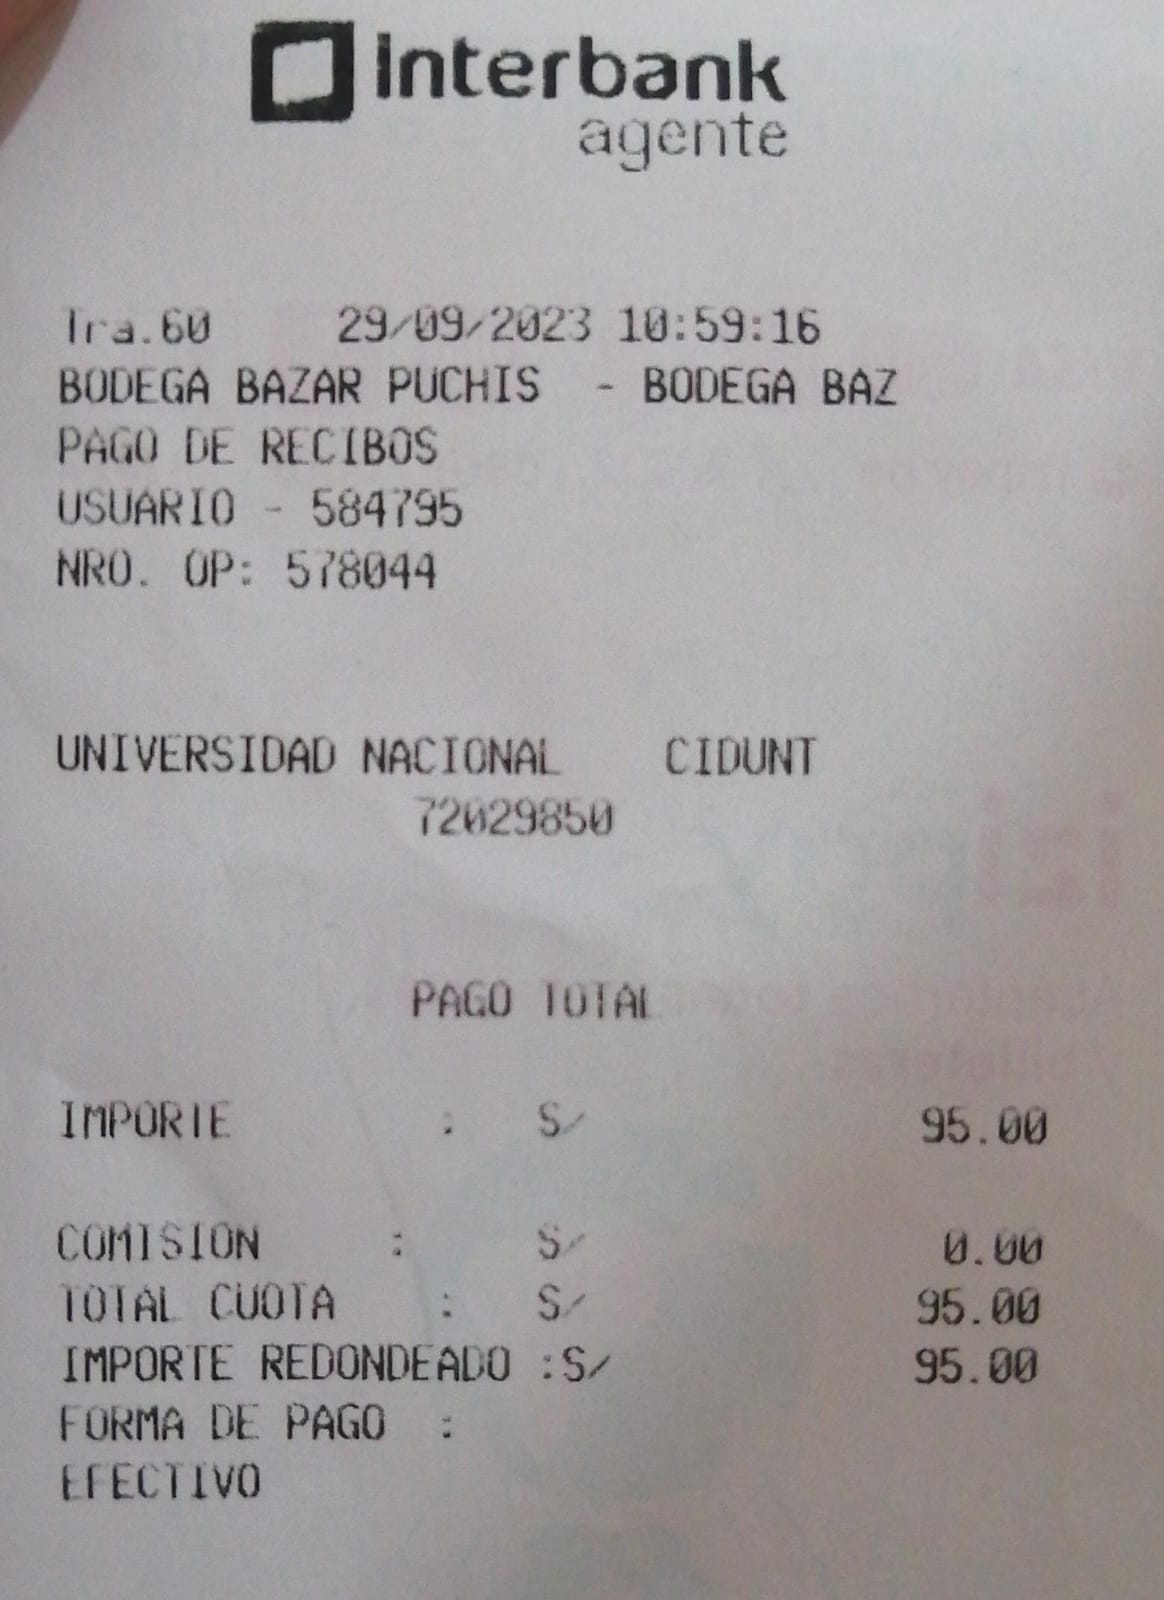 Interbank
agente
Tra.60 29/09/2023 10:59:16
BODEGA BAZAR PUCHIS - BODEGA BAZ
PAGO DE RECIBOS
USUARIO - 584795
NRO. OP: 578044
UNIVERSIDAD NACIONAL CIDUNT
72029850
PAGO TOTAL
IMPORTE : S/ 95.00
COMISION : S/ 0.00
TOTAL CUOTA : S/ 95.00
IMPORTE REDONDEADO :S/ 95.00
FORMA DE PAGO :
EFECTIVO